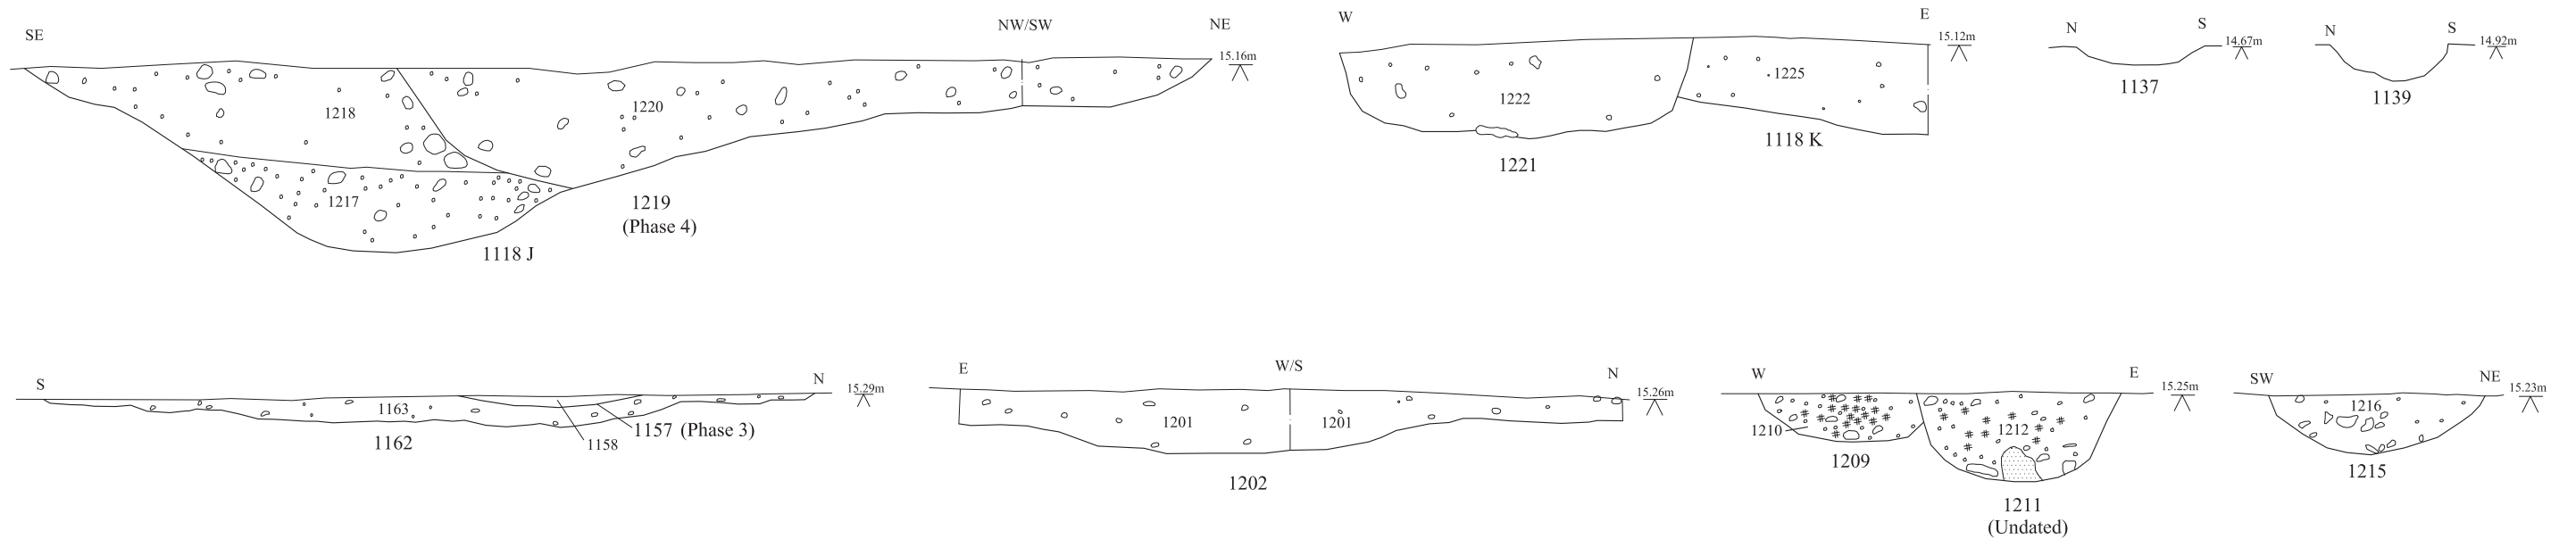 SE
NW/SW
NE
15.16m
1218
1220
1217
1219
(Phase 4)
1118 J
W
E
15.12m
1222
1225
1118 K
1221
N
S
14.67m
1137
N
S
14.92m
1139
S
N
15.29m
1163
1162
1158
1157 (Phase 3)
E
W/S
N
15.26m
1201
1201
1202
W
E
15.25m
1210
1212
1209
1211
(Undated)
SW
NE
15.23m
1216
1215